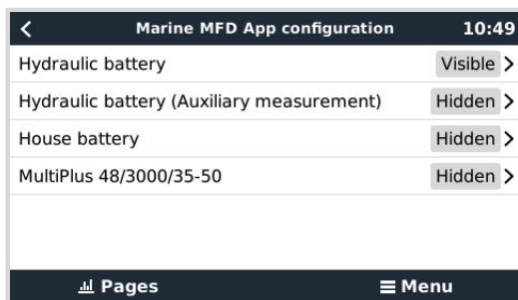 Marine MFD App configuration 10:49
Hydraulic battery Visible
Hydraulic battery (Auxiliary measurement) Hidden
House battery Hidden
MultiPlus 48/3000/35-50 Hidden
Pages Menu